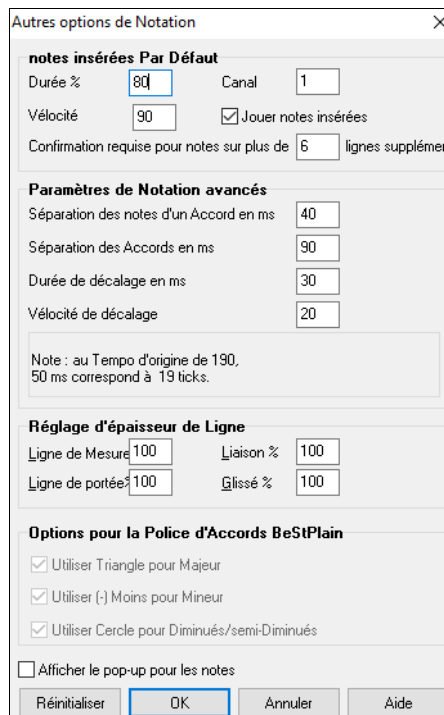 Autres options de Notation
notes insérées Par Défaut
Durée % 80 Canal 1
Vélocité 90 Jouer notes insérées
Confirmation requise pour notes sur plus de 6 lignes supplémer
Paramètres de Notation avancés
Séparation des notes d'un Accord en ms 40
Séparation des Accords en ms 90
Durée de décalage en ms 30
Vélocité de décalage 20
Note : au Tempo d'origine de 190,
50 ms correspond à 19 ticks.
Réglage d'épaisseur de Ligne
Ligne de Mesure 100 Liaison % 100
Ligne de portée% 100 Glissé % 100
Options pour la Police d'Accords BeStPlain
Utiliser Triangle pour Majeur
Utiliser (-) Moins pour Mineur
Utiliser Cercle pour Diminués/semi-Diminués
Afficher le pop-up pour les notes
Réinitialiser OK Annuler Aide